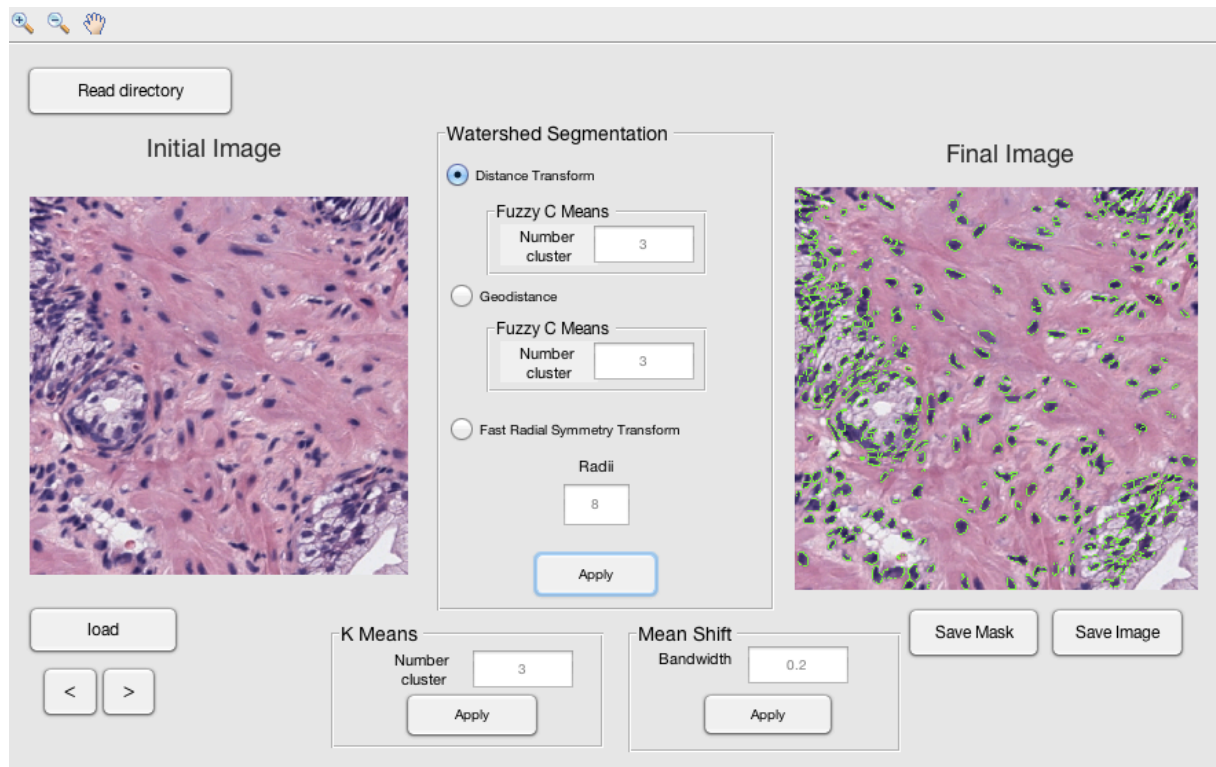 Read directory
Initial Image
Watershed Segmentation
Distance Transform
Fuzzy C Means
Number
cluster
3
Geodistance
Fuzzy C Means
Number
cluster
3
Fast Radial Symmetry Transform
Radii
8
Apply
Final Image
load
<
>
K Means
Number
cluster
3
Apply
Mean Shift
Bandwidth
0.2
Apply
Save Mask
Save Image